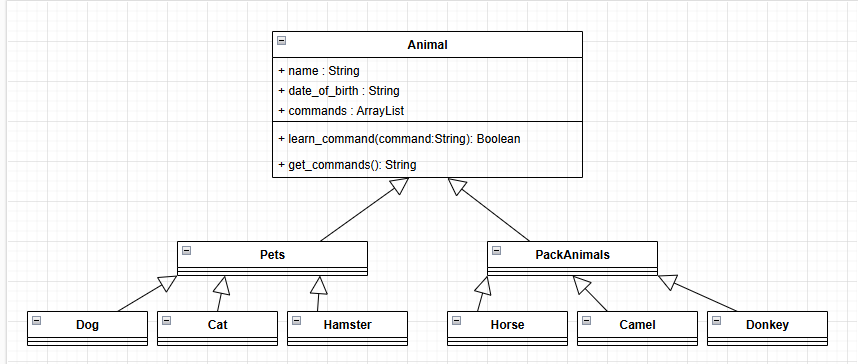 Animal
+ name : String
+ date_of_birth : String
+ commands : ArrayList
+ learn_command(command:String): Boolean
+ get_commands(): String
Pets
PackAnimals
Dog
Cat
Hamster
Horse
Camel
Donkey